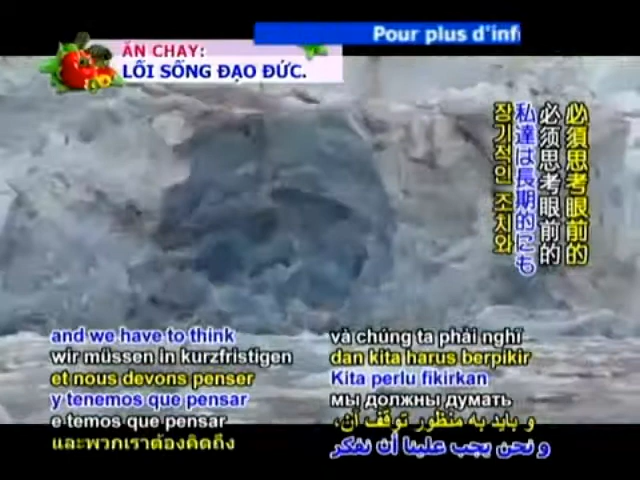 Pour plus d'inf
ĂN CHAY:
LỐI SỐNG ĐẠO ĐỨC.
必須思考眼前的
必须思考眼前的
私達は長期的にも
장기적인 조치와
and we have to think
wir müssen in kurzfristigen
et nous devons penser
y tenemos que pensar
e temos que pensar
และพวกเราต้องคิดถึง
và chúng ta phải nghĩ
dan kita harus berpikir
Kita perlu fikirkan
мы должны думать
و باید به منظور توقف آن،
و نحن يجب علينا أن نفكر